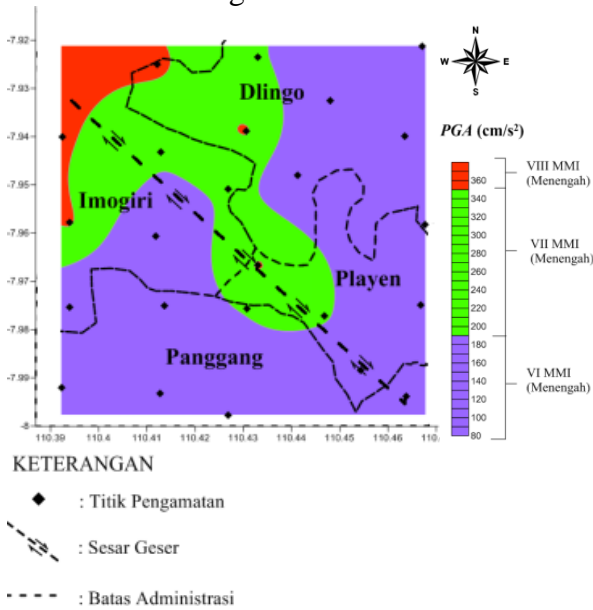 N
W E
S
-7.92
-7.93
-7.94
-7.95
-7.96
-7.97
-7.98
-7.99
-8
Dlingo
Imogiri
Playen
Panggang
110.39 110.4 110.41 110.42 110.43 110.44 110.45 110.46
PGA (cm/s²)
360
340
320
300
280
260
240
220
200
180
160
140
120
100
80
VIII MMI
(Menengah)
VII MMI
(Menengah)
VI MMI
(Menengah)
KETERANGAN
: Titik Pengamatan
: Sesar Geser
: Batas Administrasi